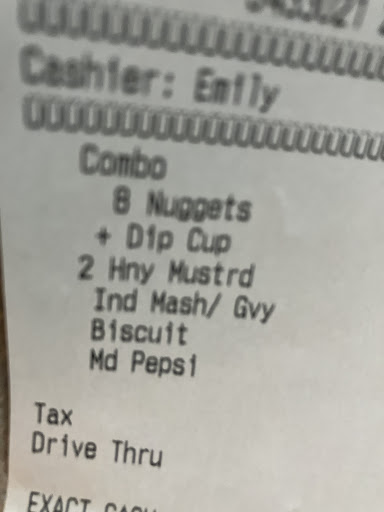 Cashier: Emily
Combo
8 Nuggets
+ Dip Cup
2 Hny Mustrd
Ind Mash/ Gvy
Biscuit
Md Pepsi
Tax
Drive Thru
EXACT